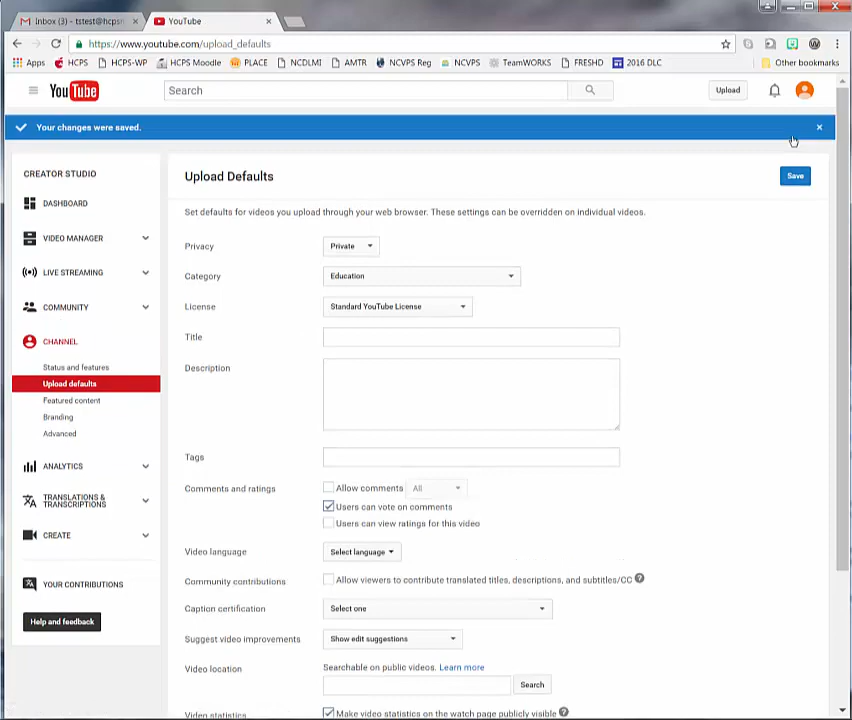 Inbox (3) - tstest@hcpsn
YouTube
https://www.youtube.com/upload_defaults
Apps HCPS HCPS-WP HCPS Moodle PLACE NCDLMI AMTR NCVPS Reg NCVPS TeamWORKS FRESHD 2016 DLC Other bookmarks
YouTube Search Upload
Your changes were saved.
CREATOR STUDIO
DASHBOARD
VIDEO MANAGER
LIVE STREAMING
COMMUNITY
CHANNEL
Status and features
Upload defaults
Featured content
Branding
Advanced
ANALYTICS
TRANSLATIONS &
TRANSCRIPTIONS
CREATE
YOUR CONTRIBUTIONS
Help and feedback
Upload Defaults Save
Set defaults for videos you upload through your web browser. These settings can be overridden on individual videos.
Privacy Private
Category Education
License Standard YouTube License
Title
Description
Tags
Comments and ratings Allow comments All
Users can vote on comments
Users can view ratings for this video
Video language Select language
Community contributions Allow viewers to contribute translated titles, descriptions, and subtitles/CC ?
Caption certification Select one
Suggest video improvements Show edit suggestions
Video location Searchable on public videos. Learn more
Search
Video statistics Make video statistics on the watch page publicly visible ?